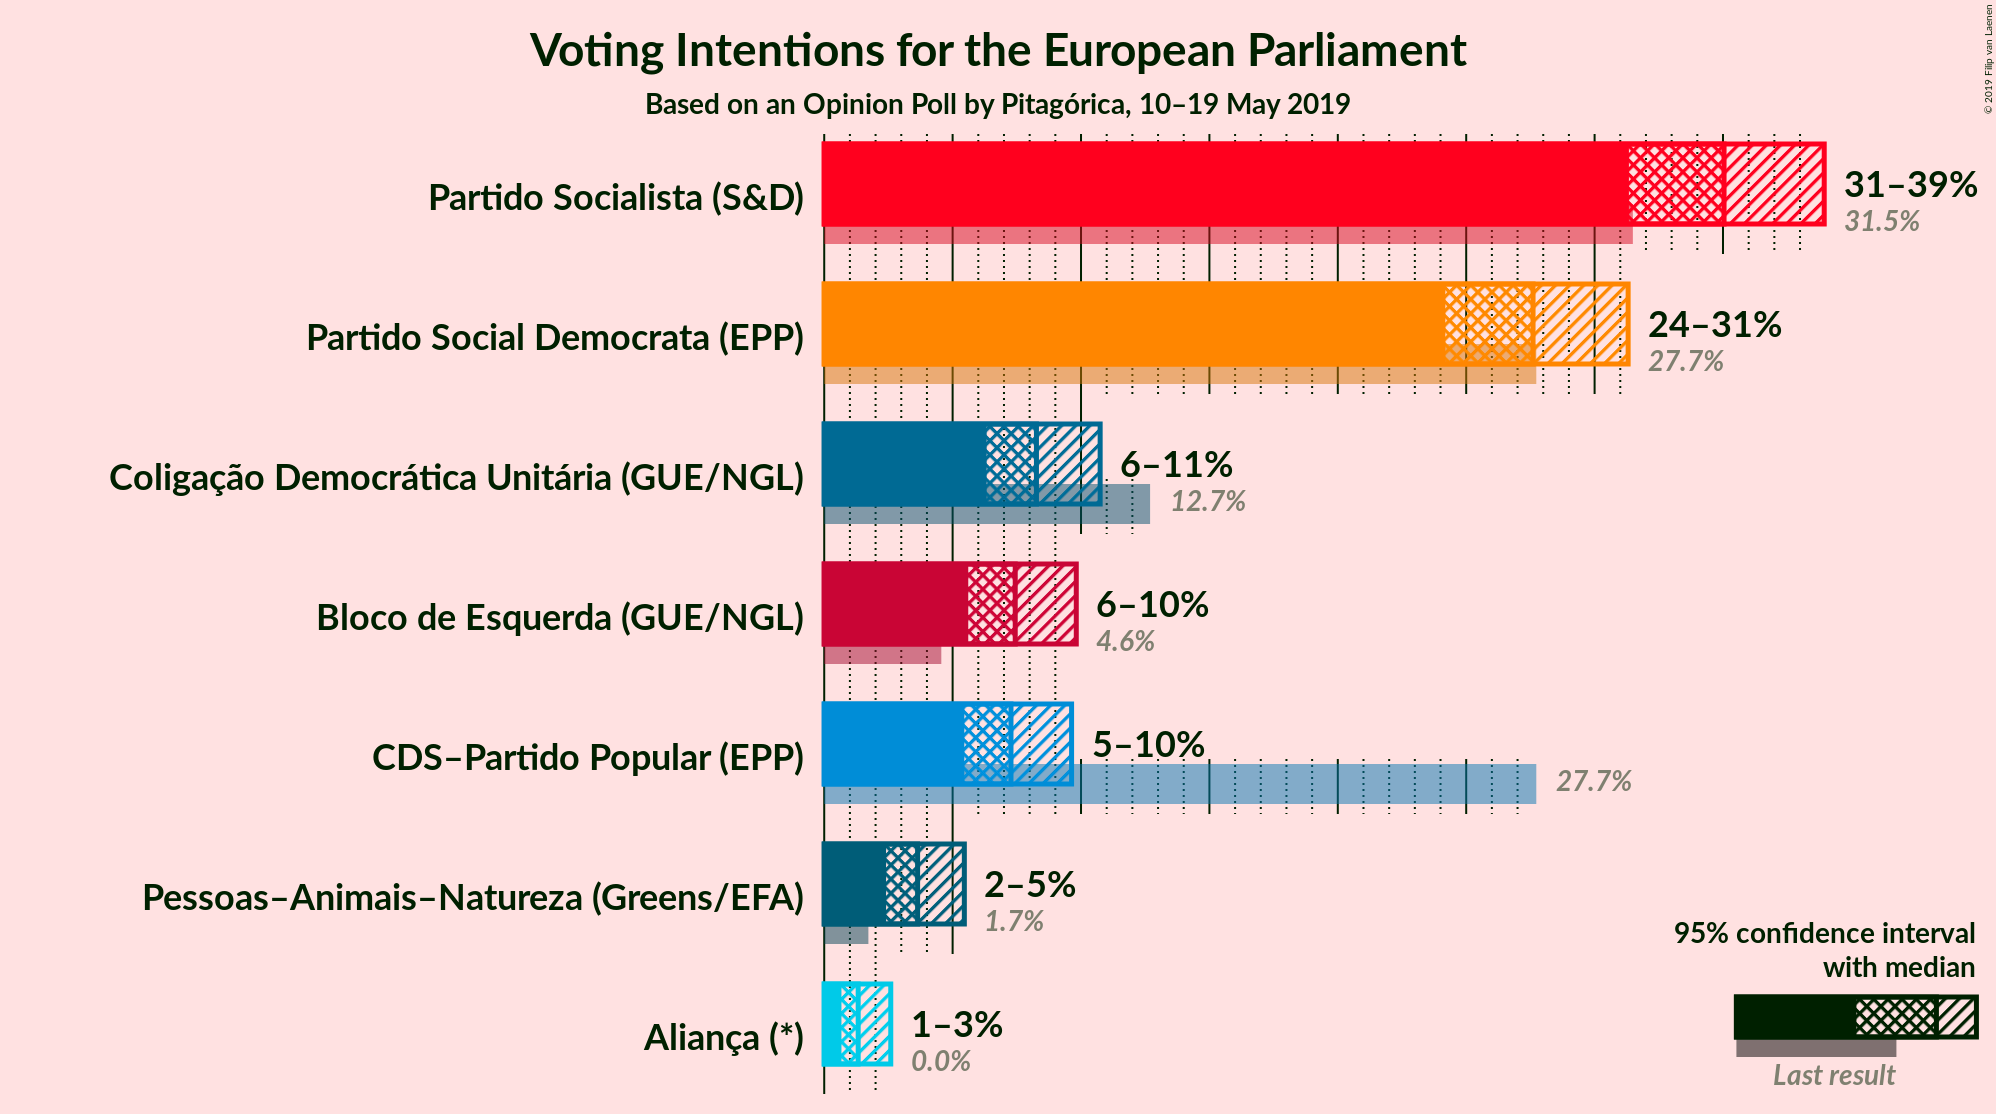 Voting Intentions for the European Parliament
Based on an Opinion Poll by Pitagórica, 10–19 May 2019
© 2019 Filip van Laenen
Partido Socialista (S&D)
31–39%
31.5%
Partido Social Democrata (EPP)
24–31%
27.7%
Coligação Democrática Unitária (GUE/NGL)
6–11%
12.7%
Bloco de Esquerda (GUE/NGL)
6–10%
4.6%
CDS–Partido Popular (EPP)
5–10%
27.7%
Pessoas–Animais–Natureza (Greens/EFA)
2–5%
1.7%
Aliança (*)
1–3%
0.0%
95% confidence interval
with median
Last result